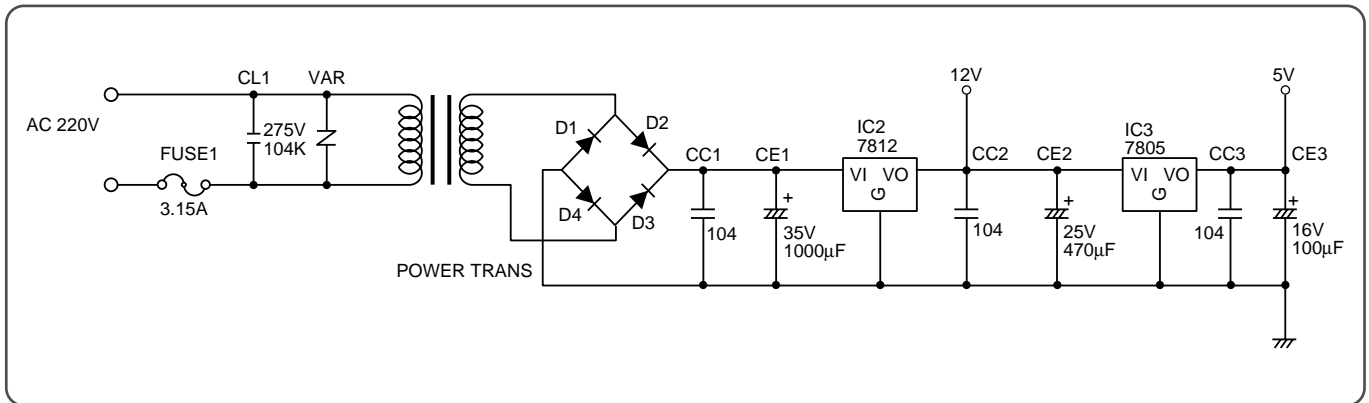 AC 220V
CL1
VAR
275V
104K
FUSE1
3.15A
POWER TRANS
D1
D2
D4
D3
CC1
104
CE1
+
35V
1000μF
IC2
7812
VI VO
G
12V
CC2
104
CE2
+
25V
470μF
IC3
7805
VI VO
G
CC3
104
5V
CE3
+
16V
100μF